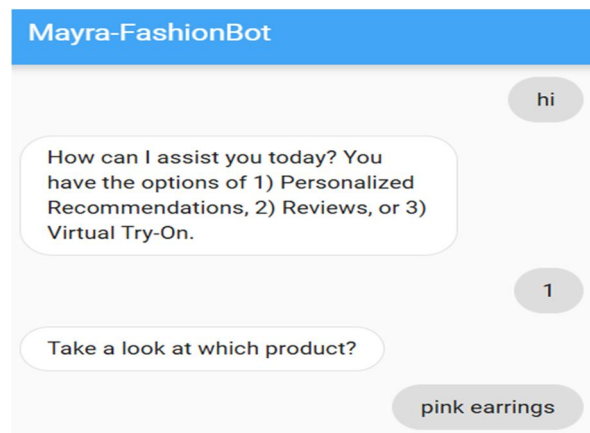 Mayra-FashionBot
hi
How can I assist you today? You
have the options of 1) Personalized
Recommendations, 2) Reviews, or 3)
Virtual Try-On.
1
Take a look at which product?
pink earrings